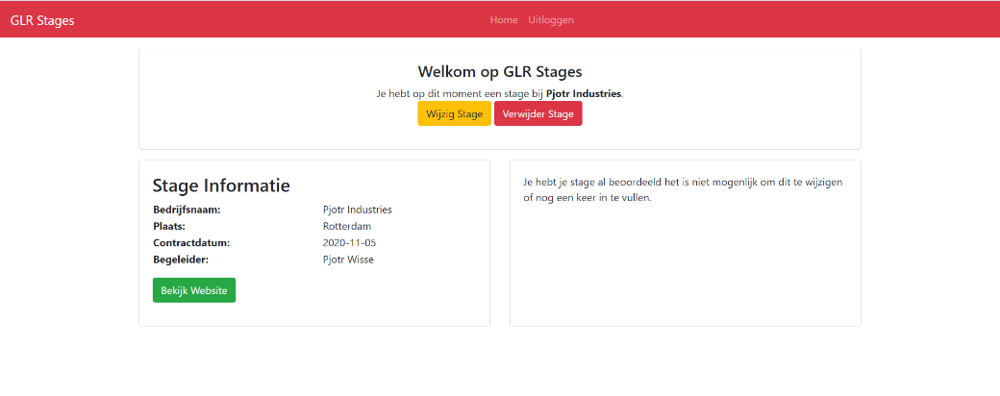 GLR Stages Home Uitloggen
Welkom op GLR Stages
Je hebt op dit moment een stage bij Pjotr Industries.
Wijzig Stage Verwijder Stage
Stage Informatie
Bedrijfsnaam: Pjotr Industries
Plaats: Rotterdam
Contractdatum: 2020-11-05
Begeleider: Pjotr Wisse
Bekijk Website
Je hebt je stage al beoordeeld het is niet mogenlijk om dit te wijzigen
of nog een keer in te vullen.